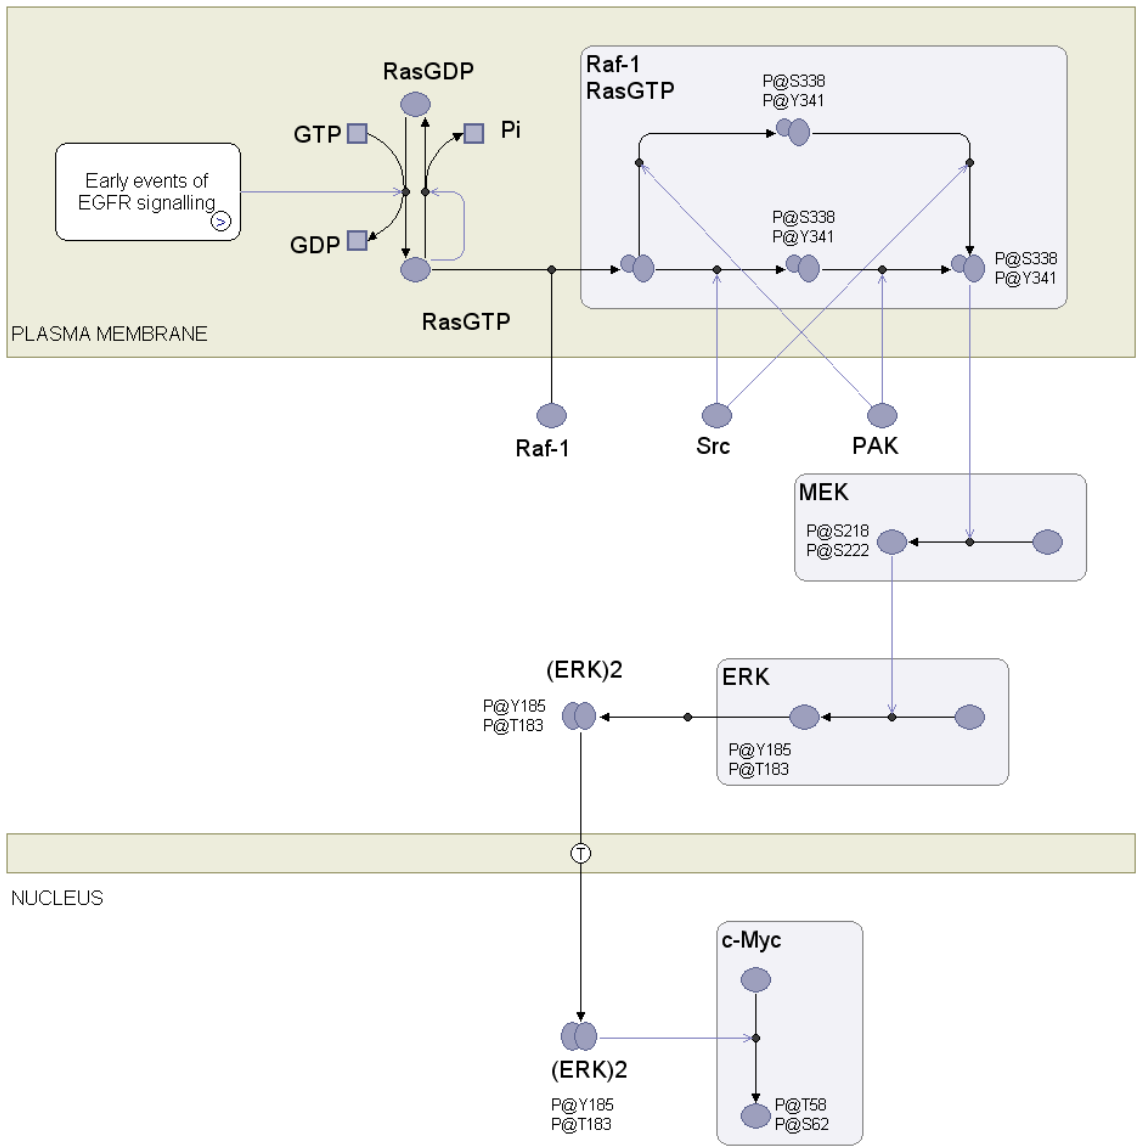 RasGDP
GTP
Pi
Early events of
EGFR signalling
>
GDP
RasGTP
PLASMA MEMBRANE
Raf-1
RasGTP
P@S338
P@Y341
P@S338
P@Y341
P@S338
P@Y341
Raf-1
Src
PAK
MEK
P@S218
P@S222
(ERK)2
P@Y185
P@T183
ERK
P@Y185
P@T183
T
NUCLEUS
c-Myc
(ERK)2
P@Y185
P@T183
P@T58
P@S62